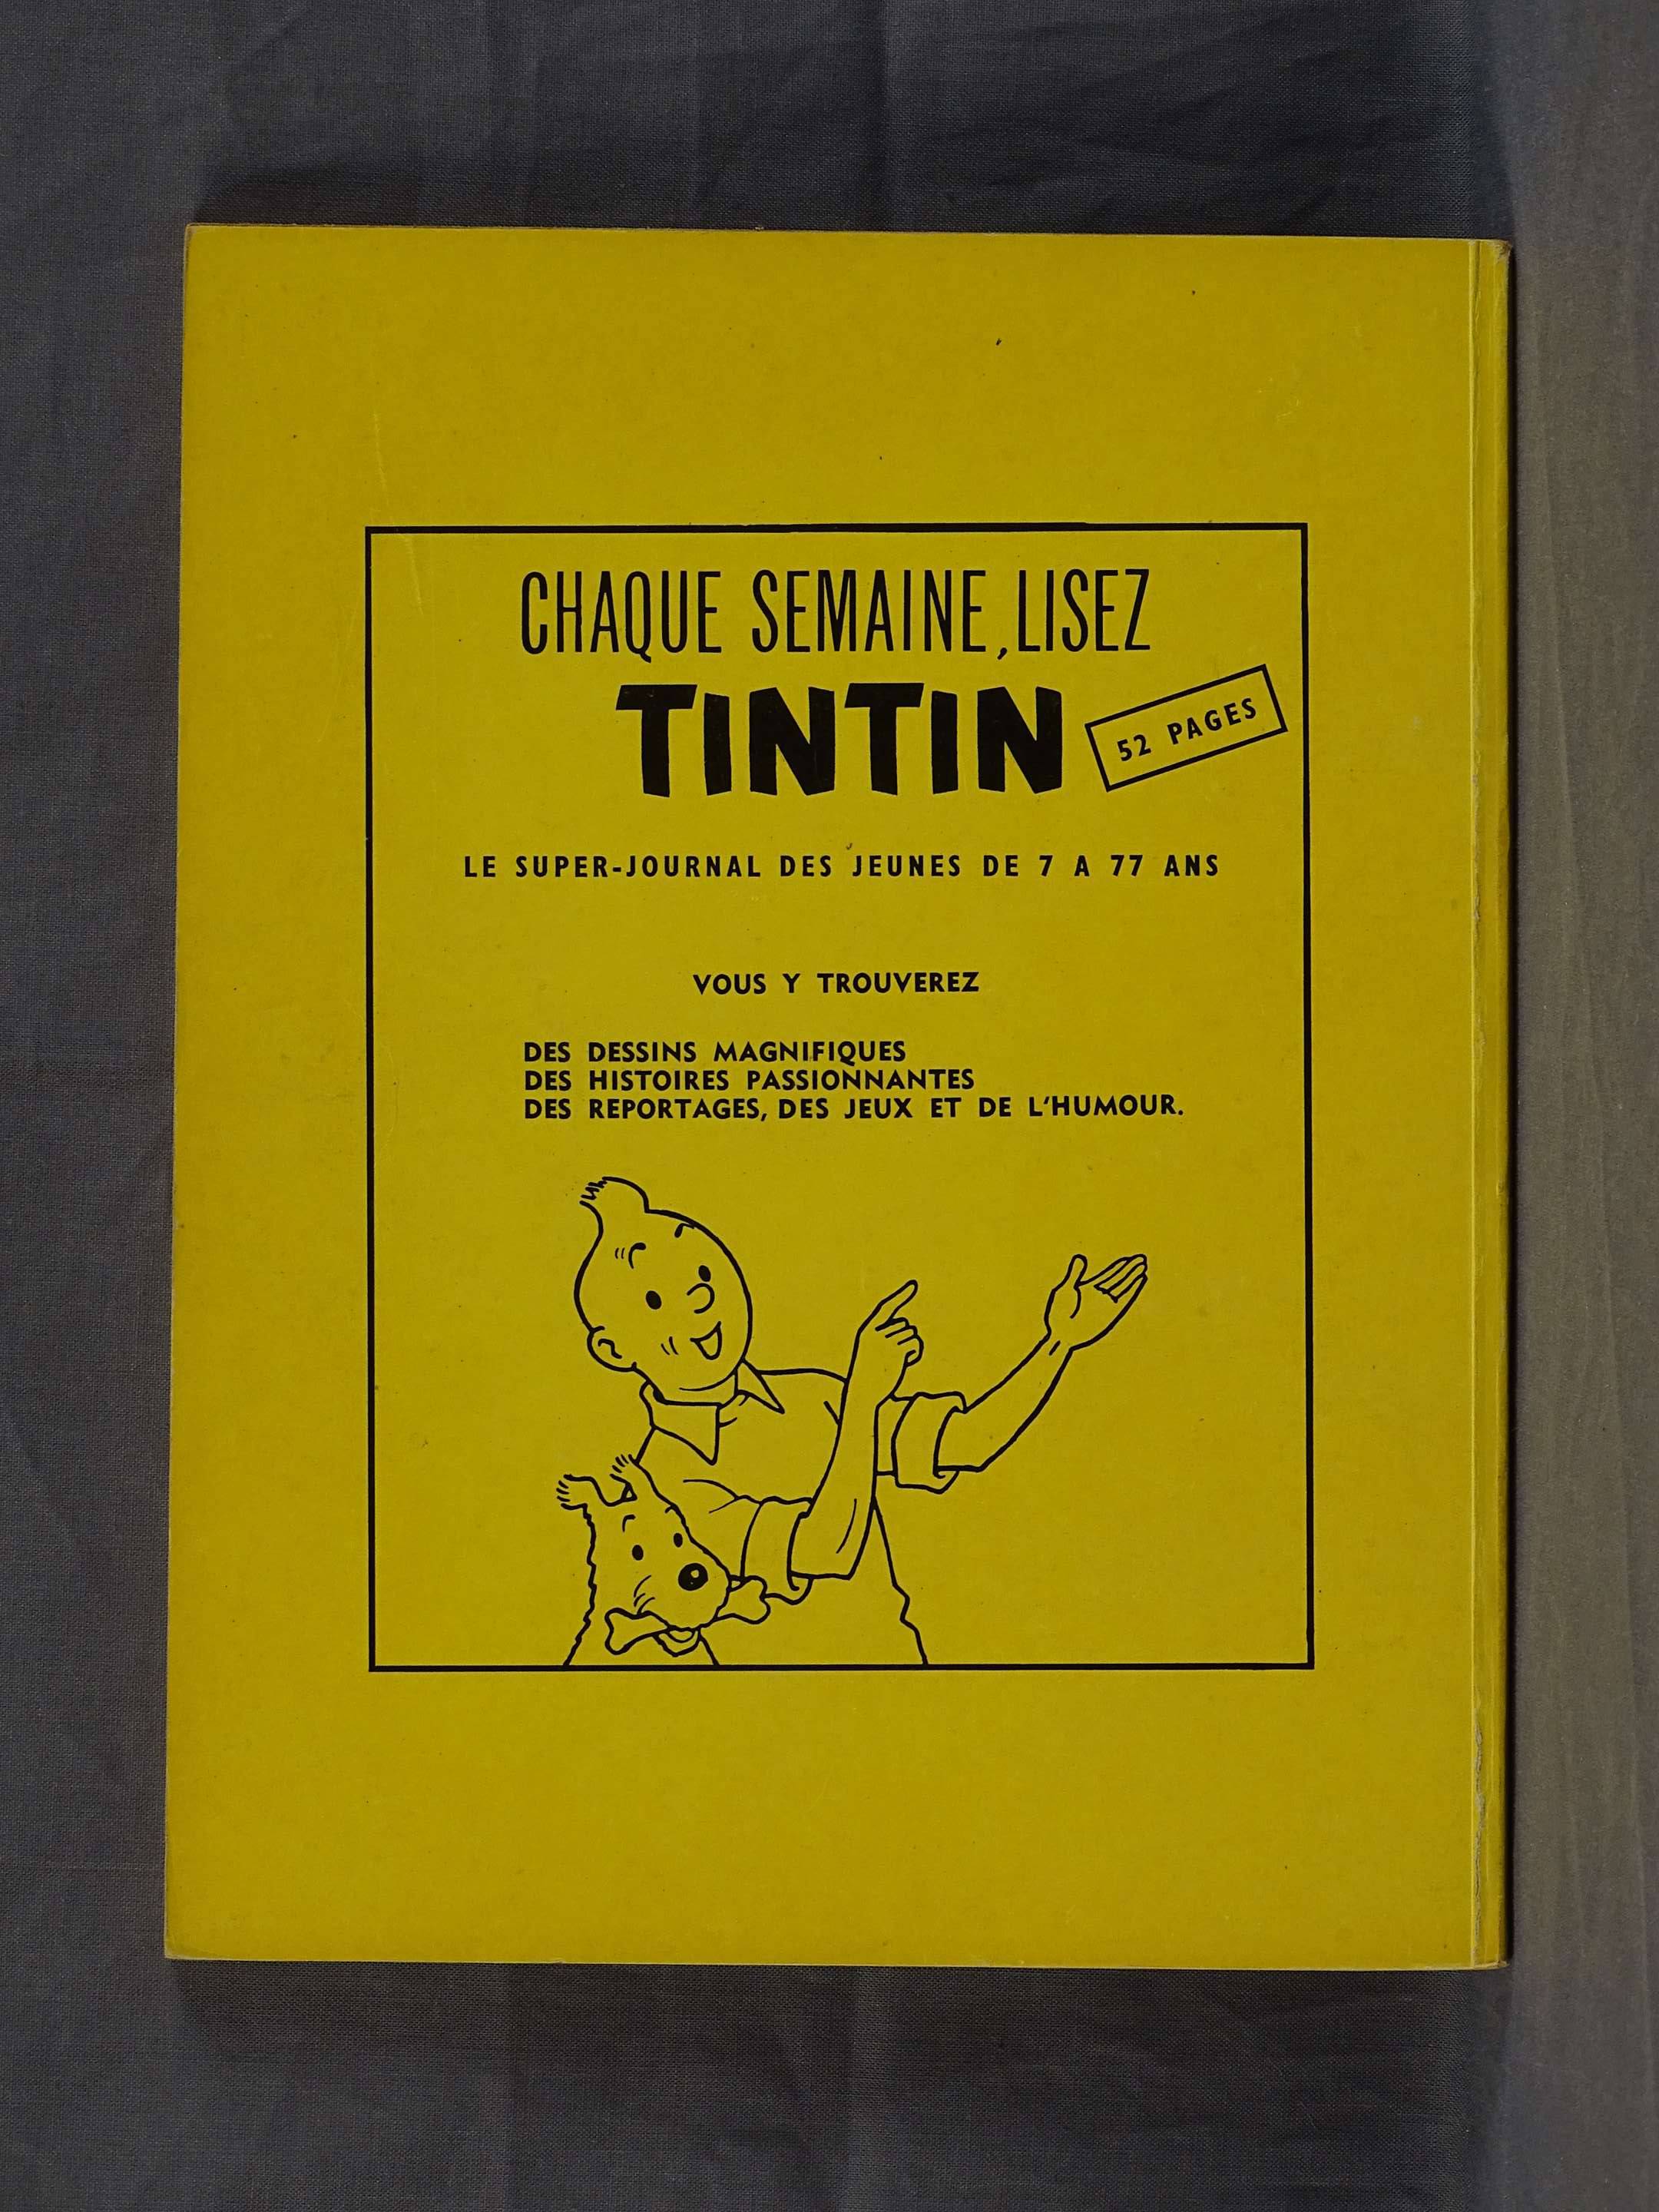 CHAQUE SEMAINE, LISEZ
TINTIN
52 PAGES
LE SUPER-JOURNAL DES JEUNES DE 7 A 77 ANS
VOUS Y TROUVEREZ
DES DESSINS MAGNIFIQUES
DES HISTOIRES PASSIONNANTES
DES REPORTAGES, DES JEUX ET DE L'HUMOUR.